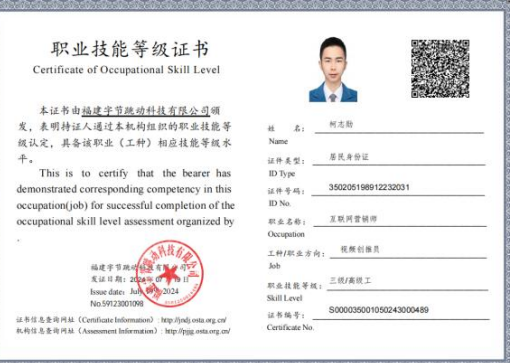 职业技能等级证书
Certificate of Occupational Skill Level
本证书由福建字节跳动科技有限公司颁
发，表明持证人通过本机构组织的职业技能等
级认定，具备该职业（工种）相应技能等级水
平。
This is to certify that the bearer has
demonstrated corresponding competency in this
occupation(job) for successful completion of the
occupational skill level assessment organized by
.
福建字节跳动科技有限公司
发证日期：2024年07月
Issue date: 2024
No.59123001098
证书信息查询网址（Certificate Information）: http://jndj.osta.org.cn/
机构信息查询网址（Assessment Information）: http://pjjg.osta.org.cn/
姓名： 柯志勋
Name
证件类型： 居民身份证
ID Type
证件号码： 350205198912232031
ID No.
职业名称： 互联网营销师
Occupation
工种/职业方向： 视频创推员
Job
职业技能等级： 三级/高级工
Skill Level
证书编号： S000035001050243000489
Certificate No.